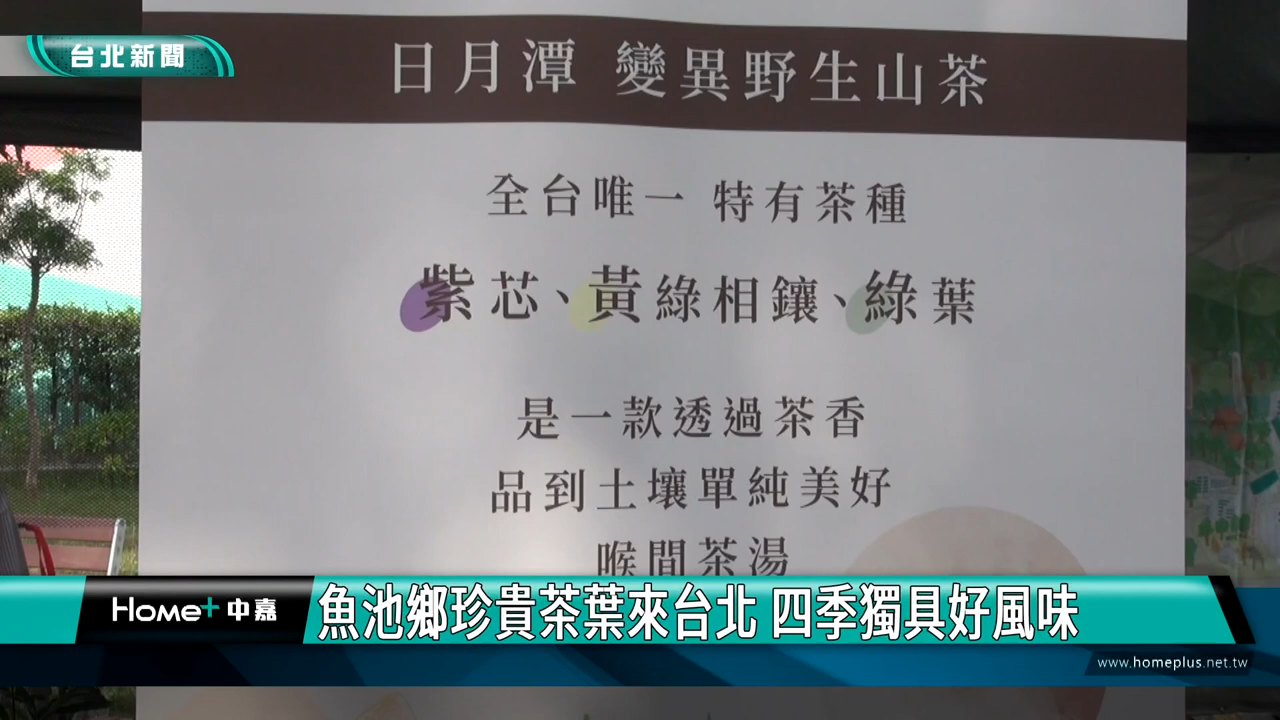 台北新聞
日月潭 變異野生山茶
全台唯一 特有茶種
紫芯、黃綠相鑲、綠葉
是一款透過茶香
品到土壤單純美好
喉間茶湯
Home+中嘉
魚池鄉珍貴茶葉來台北 四季獨具好風味
www.homeplus.net.tw